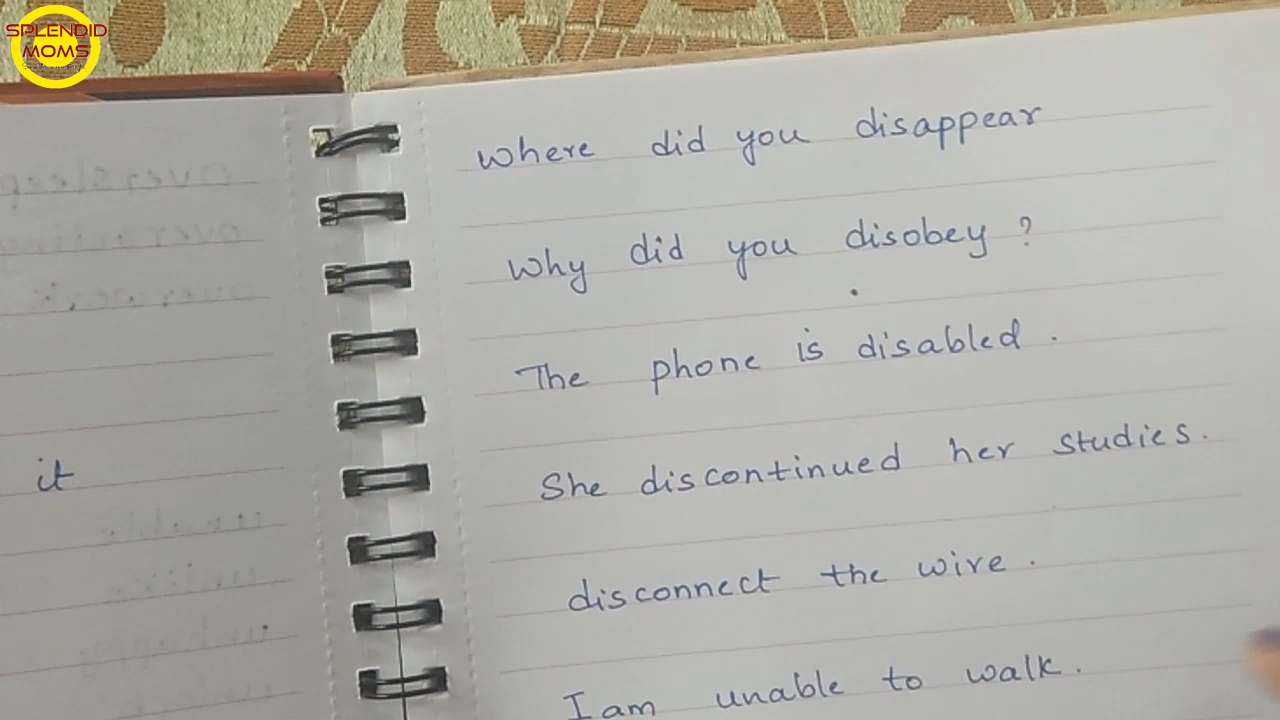 SPLENDID
MOMS
where did you disappear
Why did you disobey ?
The phone is disabled .
She discontinued her studies.
disconnect the wire .
I am unable to walk .
it